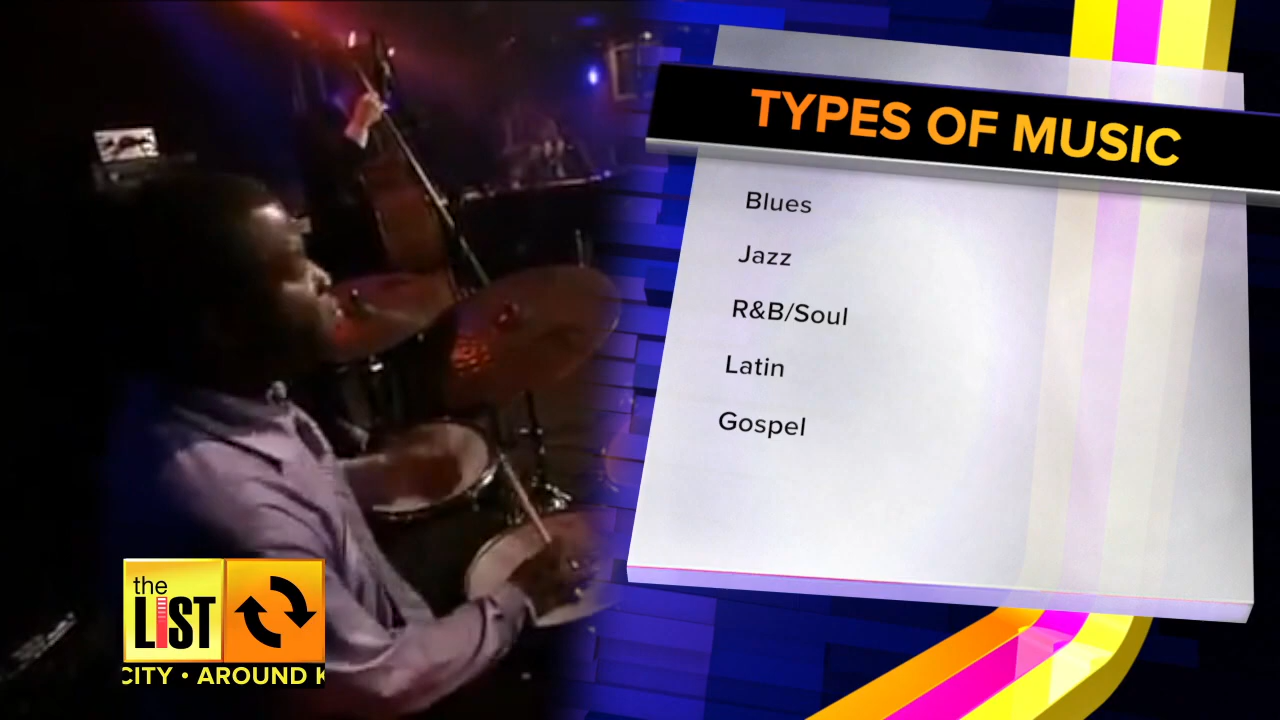 TYPES OF MUSIC
Blues
Jazz
R&B/Soul
Latin
Gospel
the
LIST
CITY • AROUND K